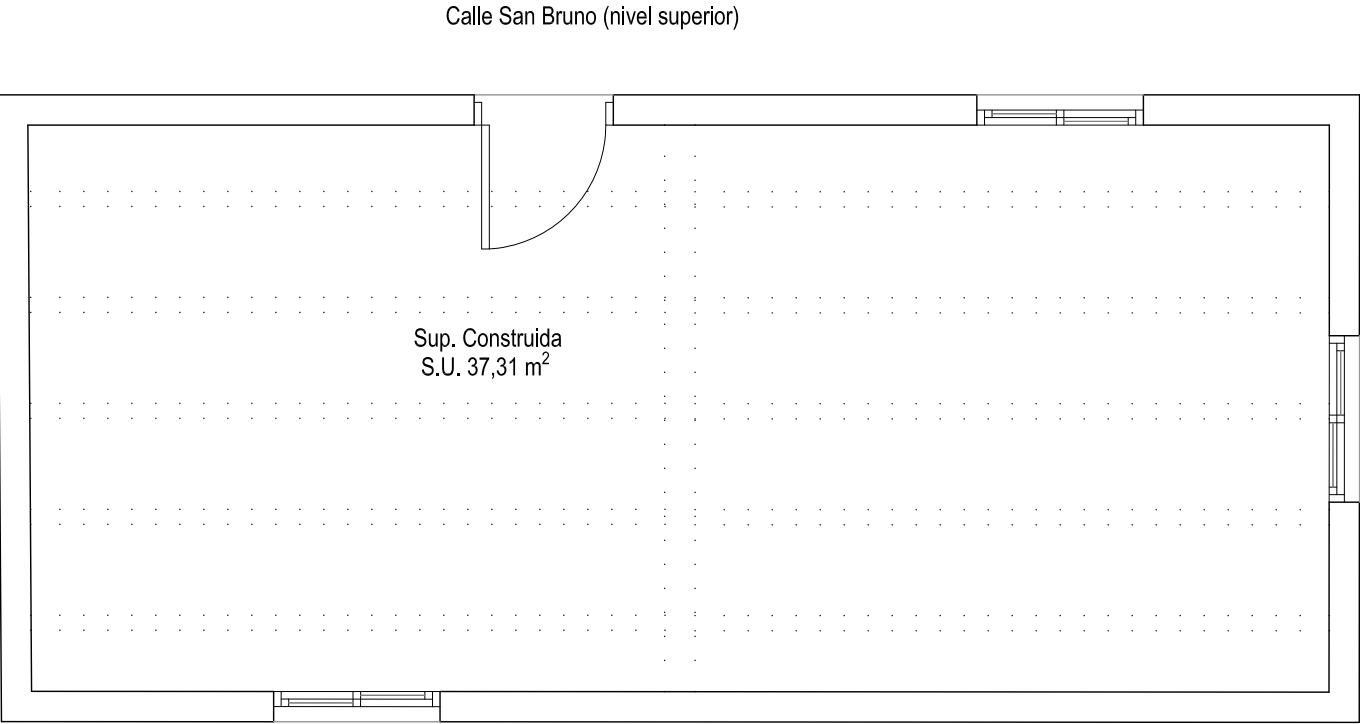 Calle San Bruno (nivel superior)
Sup. Construida
S.U. 37,31 m²